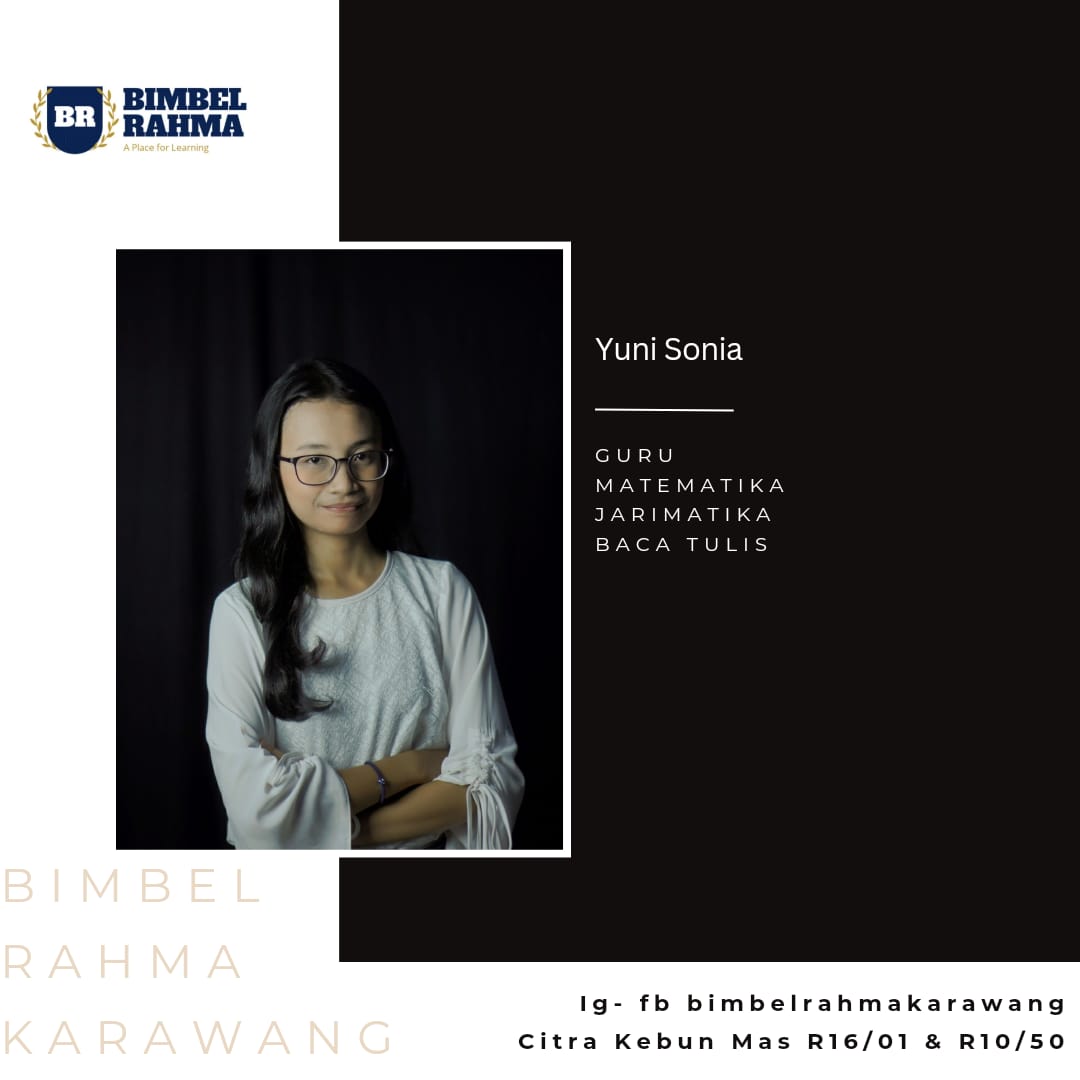 BR
BIMBEL
RAHMA
A Place for Learning
Yuni Sonia
GURU
MATEMATIKA
JARIMATIKA
BACA TULIS
BIMBEL
RAHMA
KARAWANG
Ig- fb bimbelrahmakarawang
Citra Kebun Mas R16/01 & R10/50